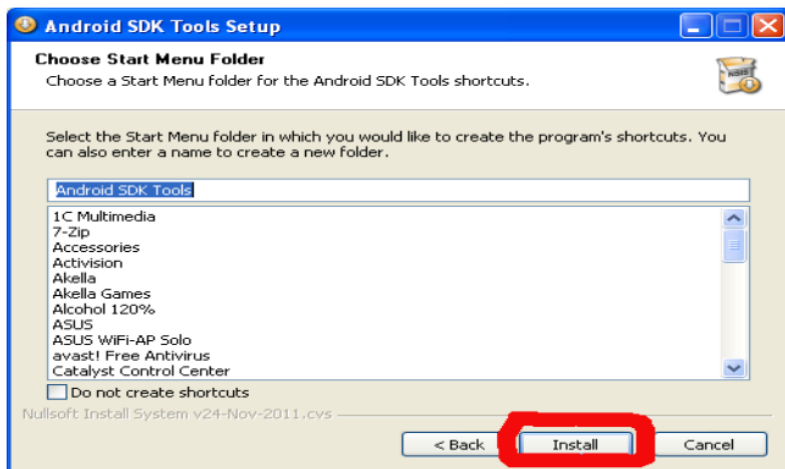 Android SDK Tools Setup
Choose Start Menu Folder
Choose a Start Menu folder for the Android SDK Tools shortcuts.
Select the Start Menu folder in which you would like to create the program's shortcuts. You
can also enter a name to create a new folder.
Android SDK Tools
1C Multimedia
7-Zip
Accessories
Activision
Akella
Akella Games
Alcohol 120%
ASUS
ASUS WiFi-AP Solo
avast! Free Antivirus
Catalyst Control Center
Do not create shortcuts
Nullsoft Install System v24-Nov-2011.cvs
< Back Install Cancel